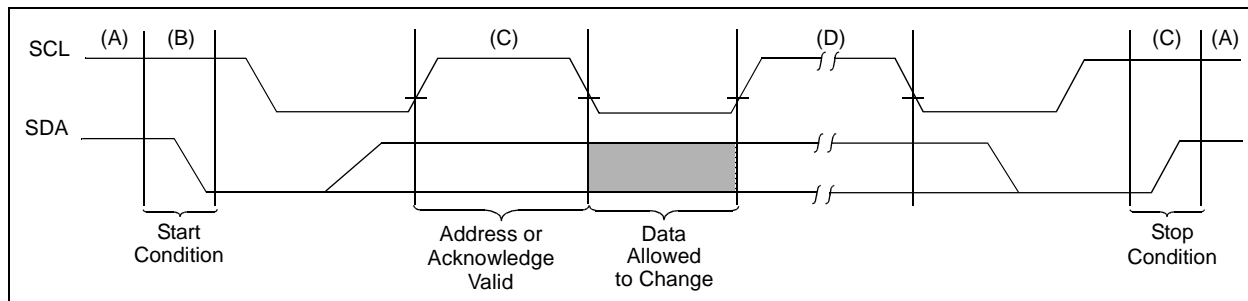 (A) (B) (C) (D) (C) (A)
SCL
SDA
Start
Condition
Address or
Acknowledge
Valid
Data
Allowed
to Change
Stop
Condition